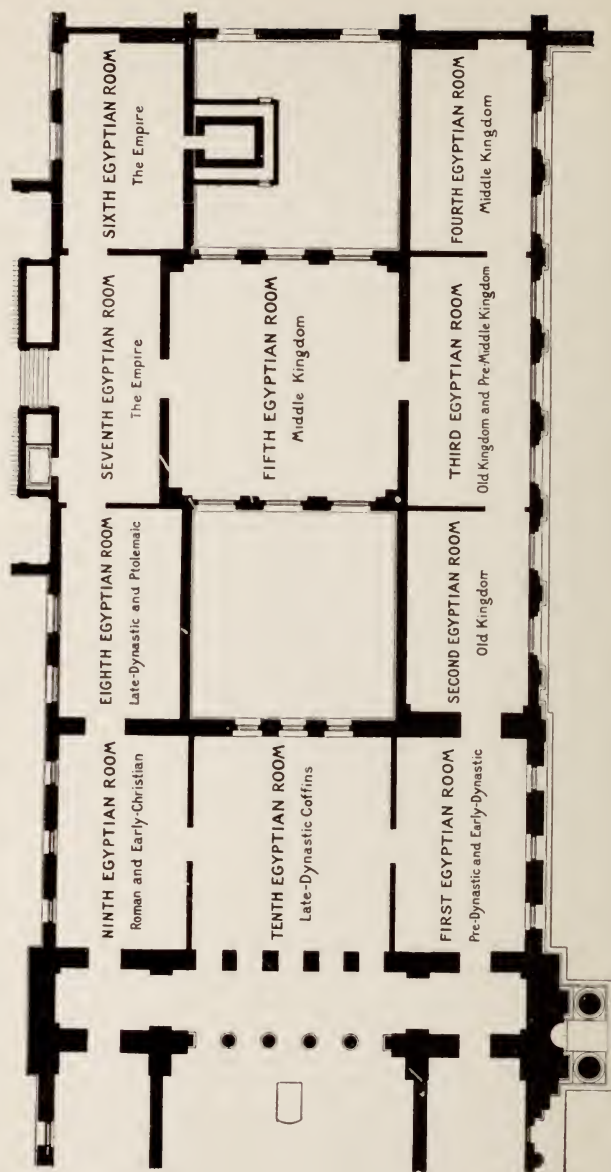 NINTH EGYPTIAN ROOM
Roman and Early-Christian
EIGHTH EGYPTIAN ROOM
Late-Dynastic and Ptolemaic
SEVENTH EGYPTIAN ROOM
The Empire
SIXTH EGYPTIAN ROOM
The Empire
TENTH EGYPTIAN ROOM
Late-Dynastic Coffins
FIFTH EGYPTIAN ROOM
Middle Kingdom
FIRST EGYPTIAN ROOM
Pre-Dynastic and Early-Dynastic
SECOND EGYPTIAN ROOM
Old Kingdom
THIRD EGYPTIAN ROOM
Old Kingdom and Pre-Middle Kingdom
FOURTH EGYPTIAN ROOM
Middle Kingdom